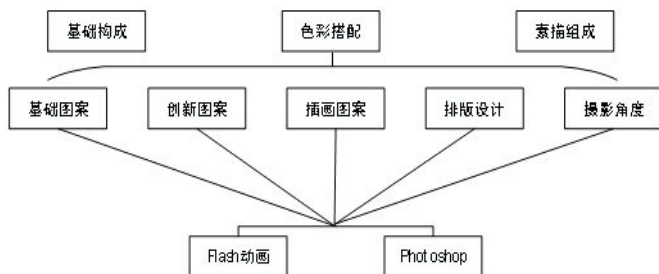 基础构成
色彩搭配
素描组成
基础图案
创新图案
插画图案
排版设计
摄影角度
Flash动画
Photoshop